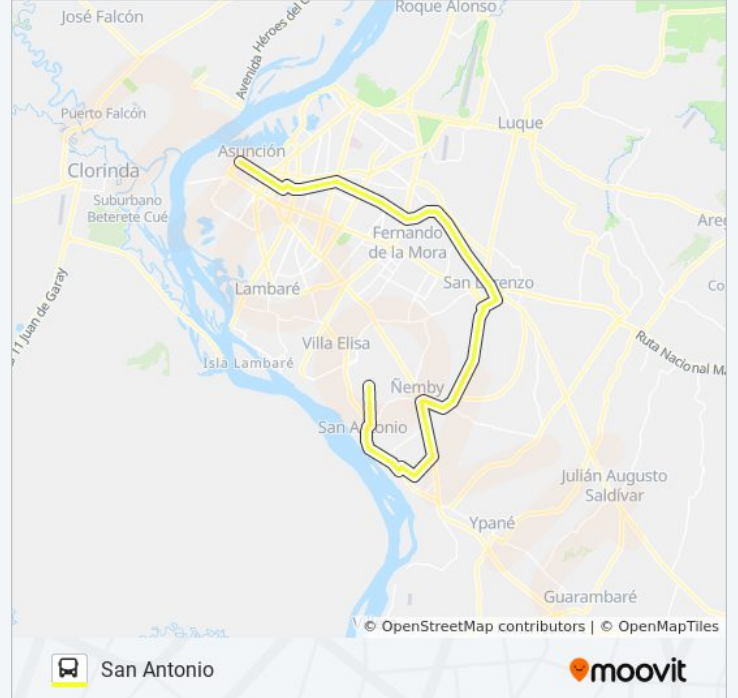 Roque Alonso
José Falcón
Avenida Héroes del C
Puerto Falcón
Luque
Asunción
Clorinda
Suburbano
Beterete Cué
Areg
Fernando
de la Mora
San Lorenzo
Lambaré
Co
11 Juan de Garay
Villa Elisa
Ruta Nacional M
Isla Lambaré
Ñemby
San Antonio
Julián Augusto
Saldívar
Ypané
Guarambaré
© OpenStreetMap contributors | © OpenMapTiles
San Antonio
moovit